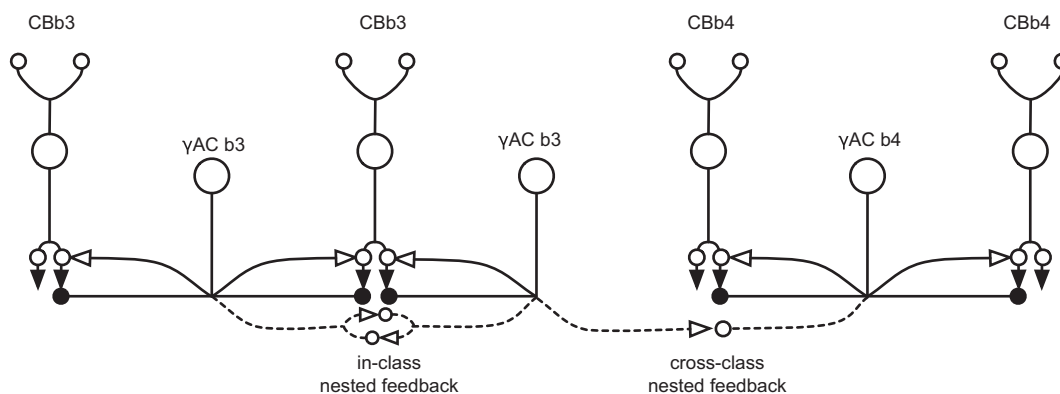 CBb3
CBb3
CBb4
CBb4
γAC b3
γAC b3
γAC b4
in-class
nested feedback
cross-class
nested feedback